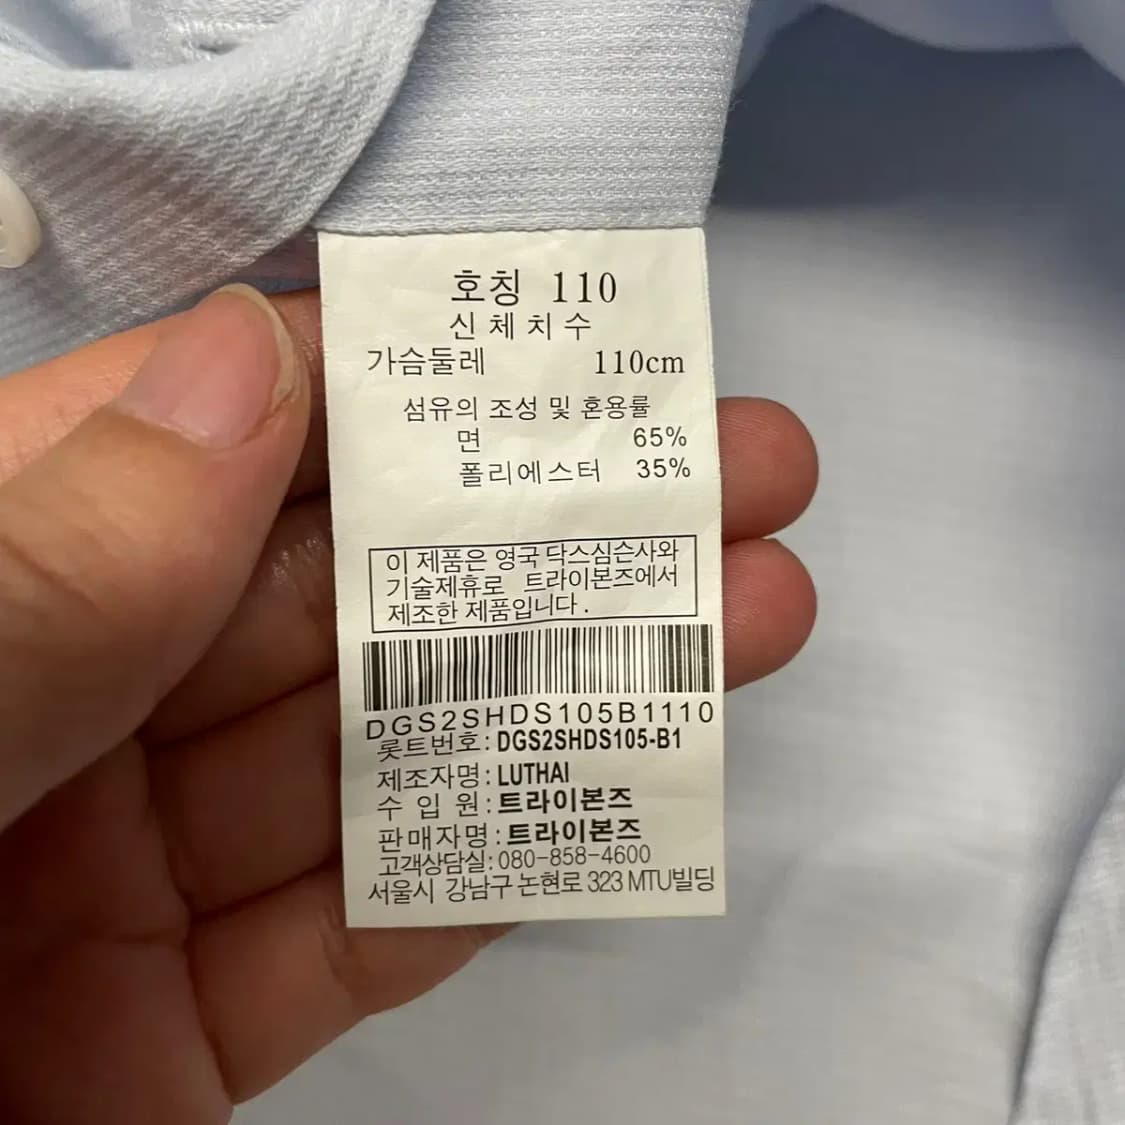 호칭 110
신체치수
가슴둘레 110cm
섬유의 조성 및 혼용률
면 65%
폴리에스터 35%
이 제품은 영국 닥스심슨사와
기술제휴로 트라이본즈에서
제조한 제품입니다.
DGS2SHDS105B1110
롯트번호: DGS2SHDS105-B1
제조자명: LUTHAI
수 입 원: 트라이본즈
판매자명: 트라이본즈
고객상담실: 080-858-4600
서울시 강남구 논현로 323 MTU빌딩